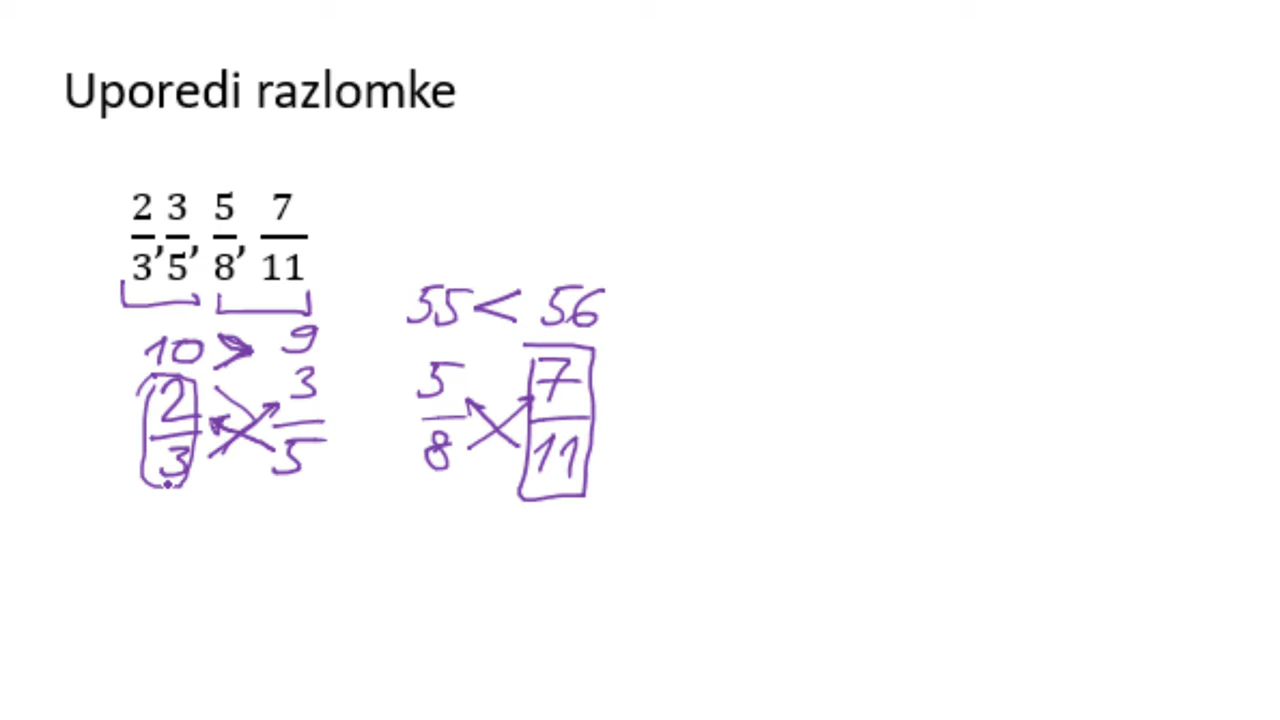 Uporedi razlomke
2/3, 3/5, 5/8, 7/11
10 > 9
2/3 3/5
55 < 56
5/8 7/11